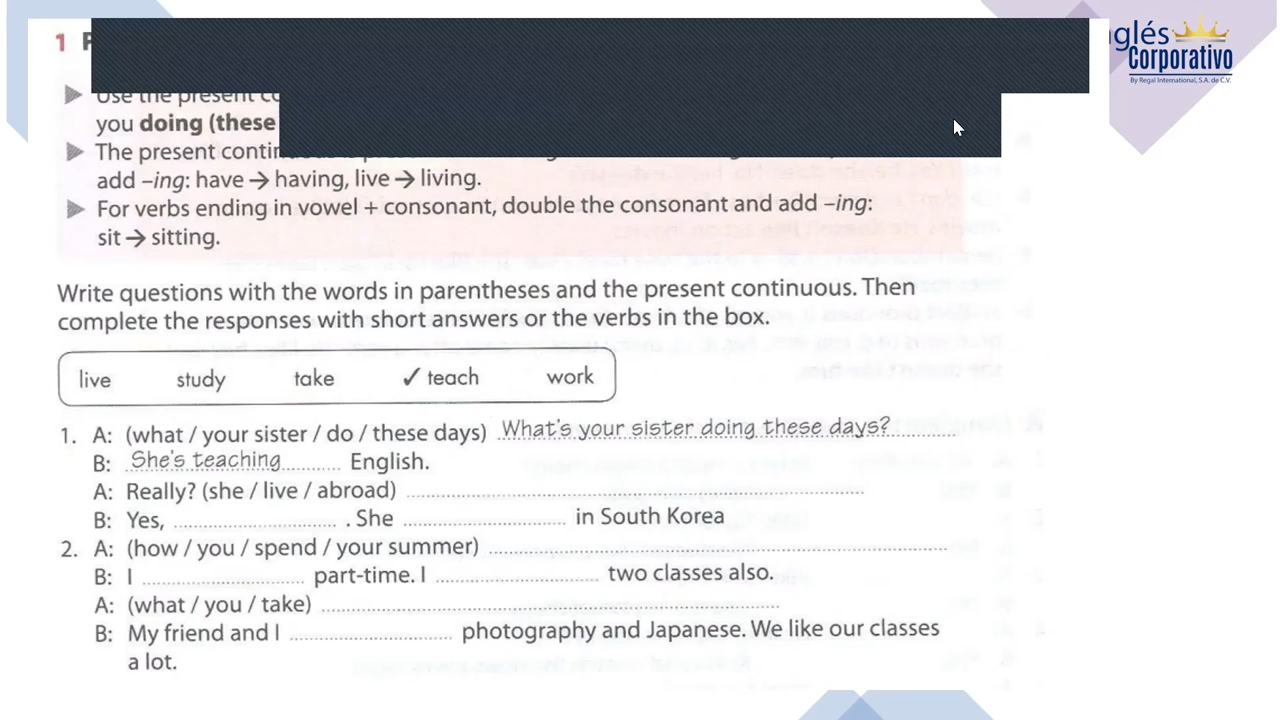 1
nglés
Corporativo
By Regal International, S.A. de C.V.
Use the present
you doing (these
The present
add –ing: have → having, live → living.
For verbs ending in vowel + consonant, double the consonant and add –ing:
sit → sitting.
Write questions with the words in parentheses and the present continuous. Then
complete the responses with short answers or the verbs in the box.
live study take ✓ teach work
1. A: (what / your sister / do / these days) What's your sister doing these days?
B: She's teaching English.
A: Really? (she / live / abroad)
B: Yes, . She in South Korea
2. A: (how / you / spend / your summer)
B: I part-time. I two classes also.
A: (what / you / take)
B: My friend and I photography and Japanese. We like our classes
a lot.